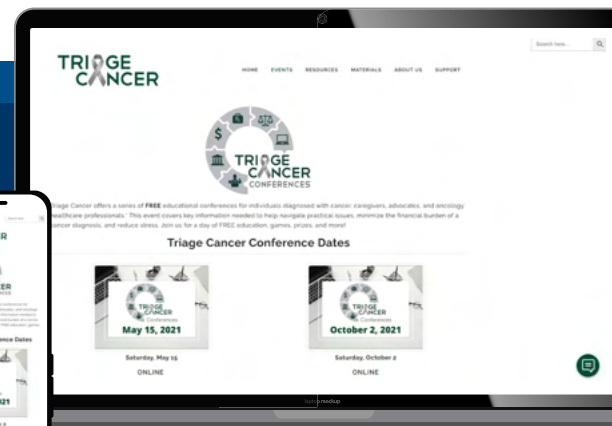 Search here...
TRIAGE
CANCER
HOME EVENTS RESOURCES MATERIALS ABOUT US SUPPORT
$
TRIAGE
CANCER
CONFERENCES
Triage Cancer offers a series of FREE educational conferences for individuals diagnosed with cancer, caregivers, advocates, and oncology
healthcare professionals.* This event covers key information needed to help navigate practical issues, minimize the financial burden of a
cancer diagnosis, and reduce stress. Join us for a day of FREE education, games, prizes, and more!
Triage Cancer Conference Dates
TRIAGE
CANCER
Conferences
May 15, 2021
Saturday, May 15
ONLINE
TRIAGE
CANCER
Conferences
October 2, 2021
Saturday, October 2
ONLINE
laptop mockup
ence Dates